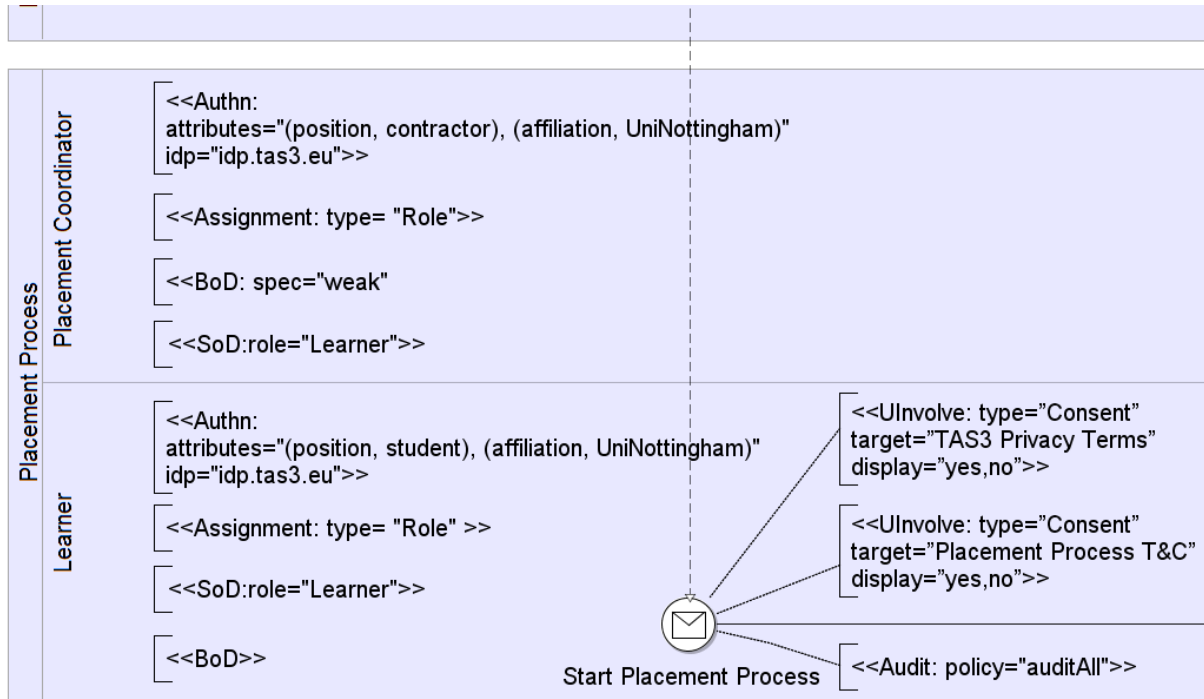 Placement Process
Placement Coordinator
<<Authn:
attributes="(position, contractor), (affiliation, UniNottingham)"
idp="idp.tas3.eu">>
<<Assignment: type= "Role">>
<<BoD: spec="weak"
<<SoD:role="Learner">>
Learner
<<Authn:
attributes="(position, student), (affiliation, UniNottingham)"
idp="idp.tas3.eu">>
<<Assignment: type= "Role" >>
<<SoD:role="Learner">>
<<BoD>>
Start Placement Process
<<UInvolve: type=”Consent”
target=”TAS3 Privacy Terms”
display=”yes,no”>>
<<UInvolve: type=”Consent”
target=”Placement Process T&C”
display=”yes,no”>>
<<Audit: policy="auditAll">>